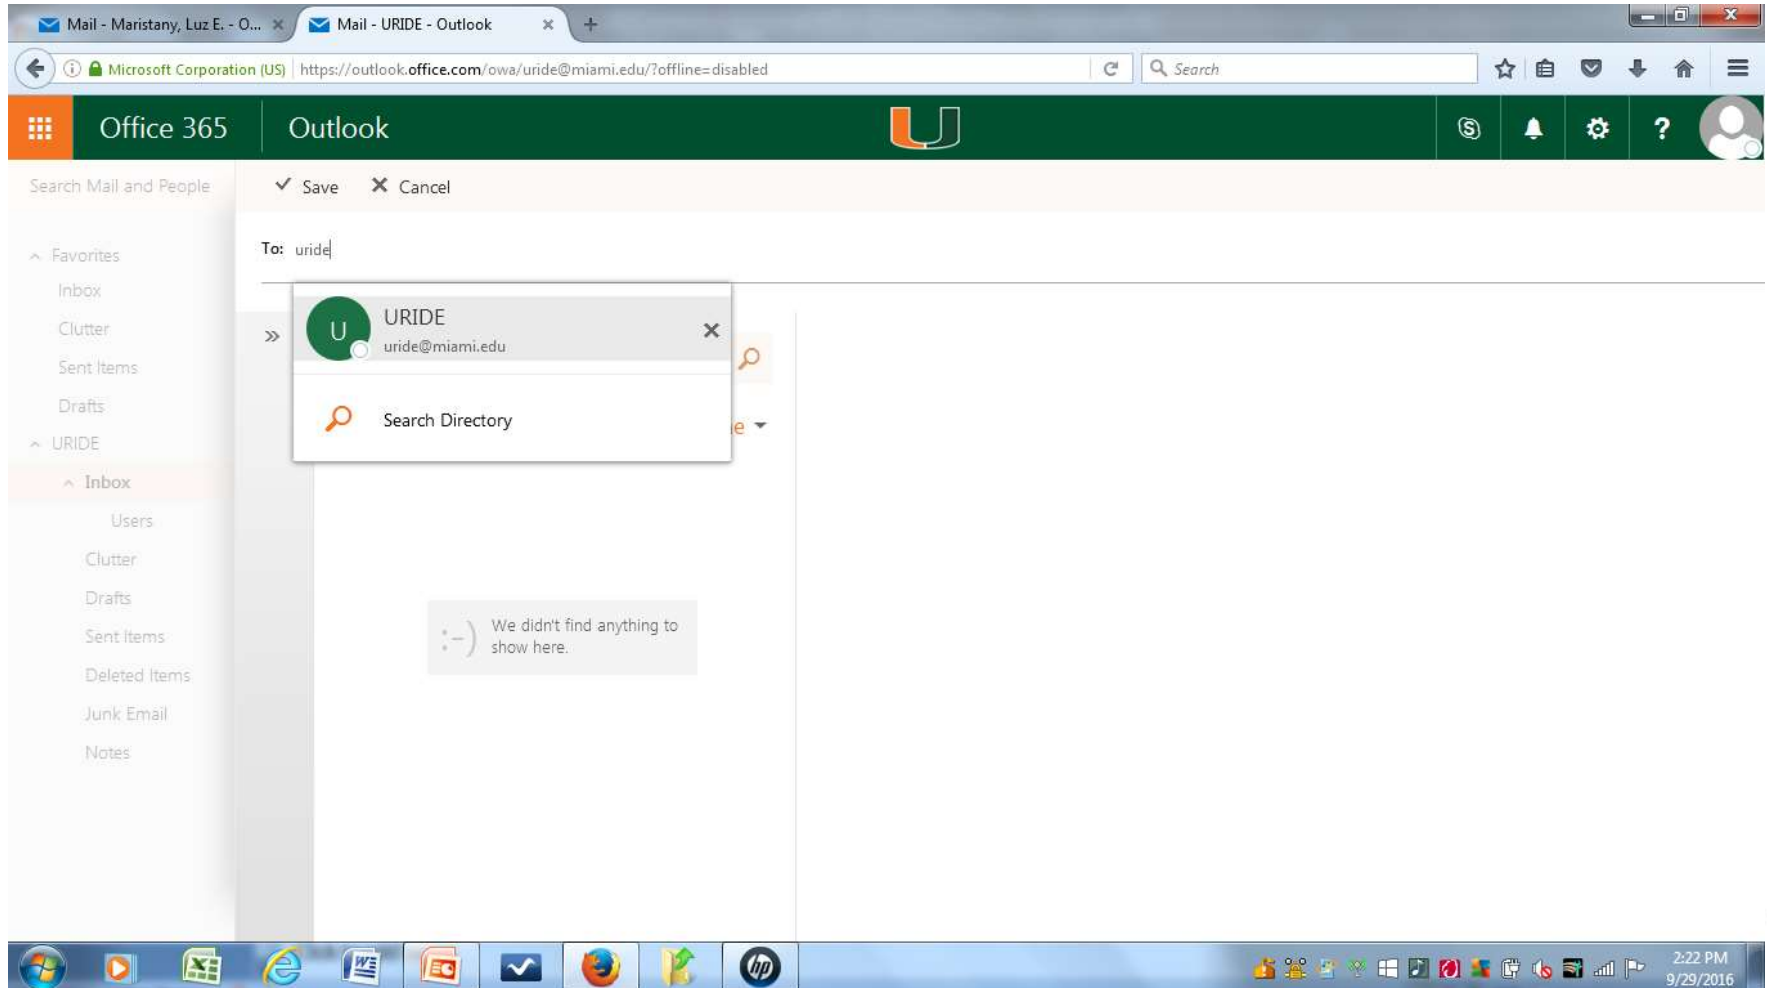 Mail - Maristany, Luz E. - O...
Mail - URIDE - Outlook
Microsoft Corporation (US)
https://outlook.office.com/owa/uride@miami.edu/?offline=disabled
Search
Office 365
Outlook
?
Search Mail and People
Save
Cancel
To: uride
Favorites
Inbox
Clutter
Sent Items
Drafts
URIDE
Inbox
Users
Clutter
Drafts
Sent Items
Deleted Items
Junk Email
Notes
U
URIDE
uride@miami.edu
Search Directory
e
:-)
We didn't find anything to
show here.
hp
2:22 PM
9/29/2016